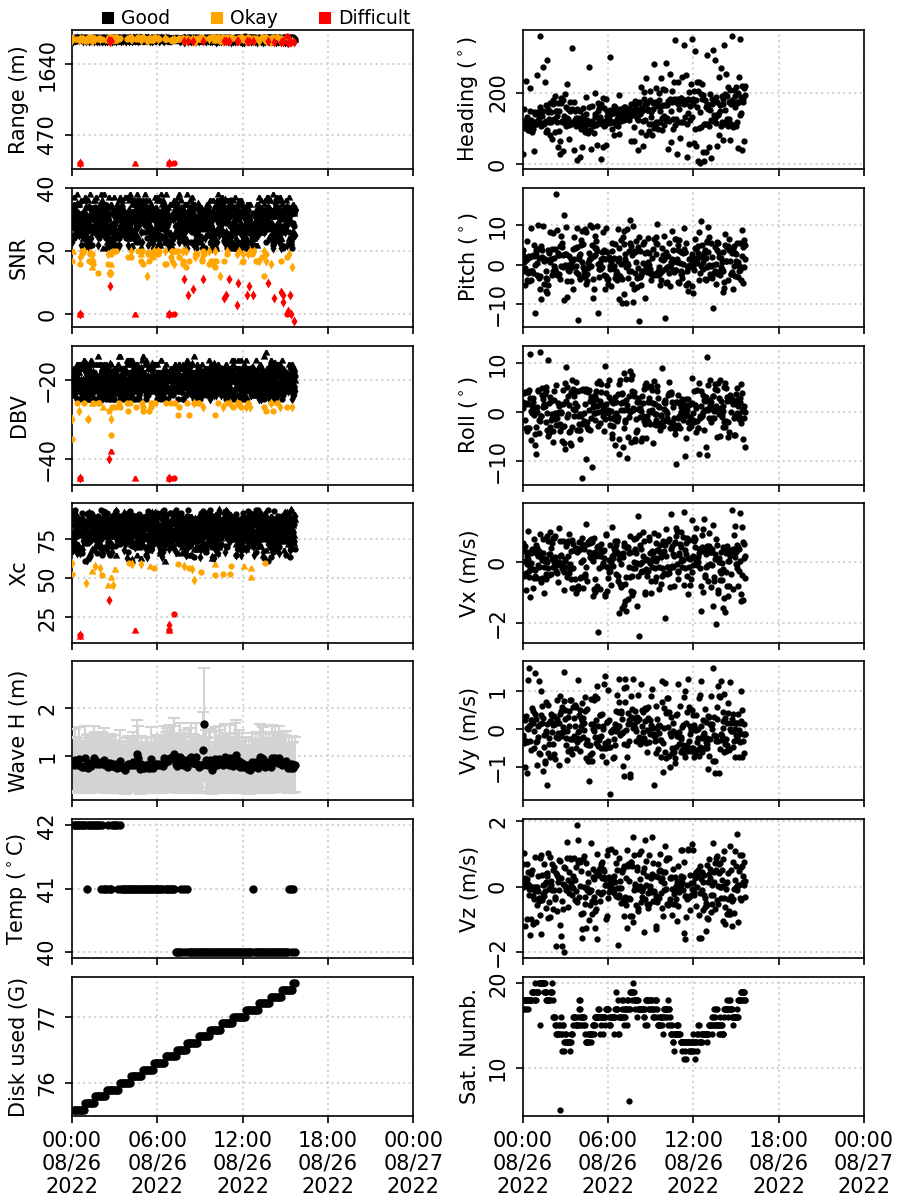 Good Okay Difficult
Range (m)
1640
470
Heading (°)
200
0
SNR
40
20
0
Pitch (°)
10
0
−10
DBV
−20
−40
Roll (°)
10
0
−10
Xc
75
50
25
Vx (m/s)
0
−2
Wave H (m)
2
1
Vy (m/s)
1
0
−1
Temp (°C)
42
41
40
Vz (m/s)
2
0
−2
Disk used (G)
77
76
Sat. Numb.
20
10
00:00 06:00 12:00 18:00 00:00
08/26 08/26 08/26 08/26 08/27
2022 2022 2022 2022 2022
00:00 06:00 12:00 18:00 00:00
08/26 08/26 08/26 08/26 08/27
2022 2022 2022 2022 2022